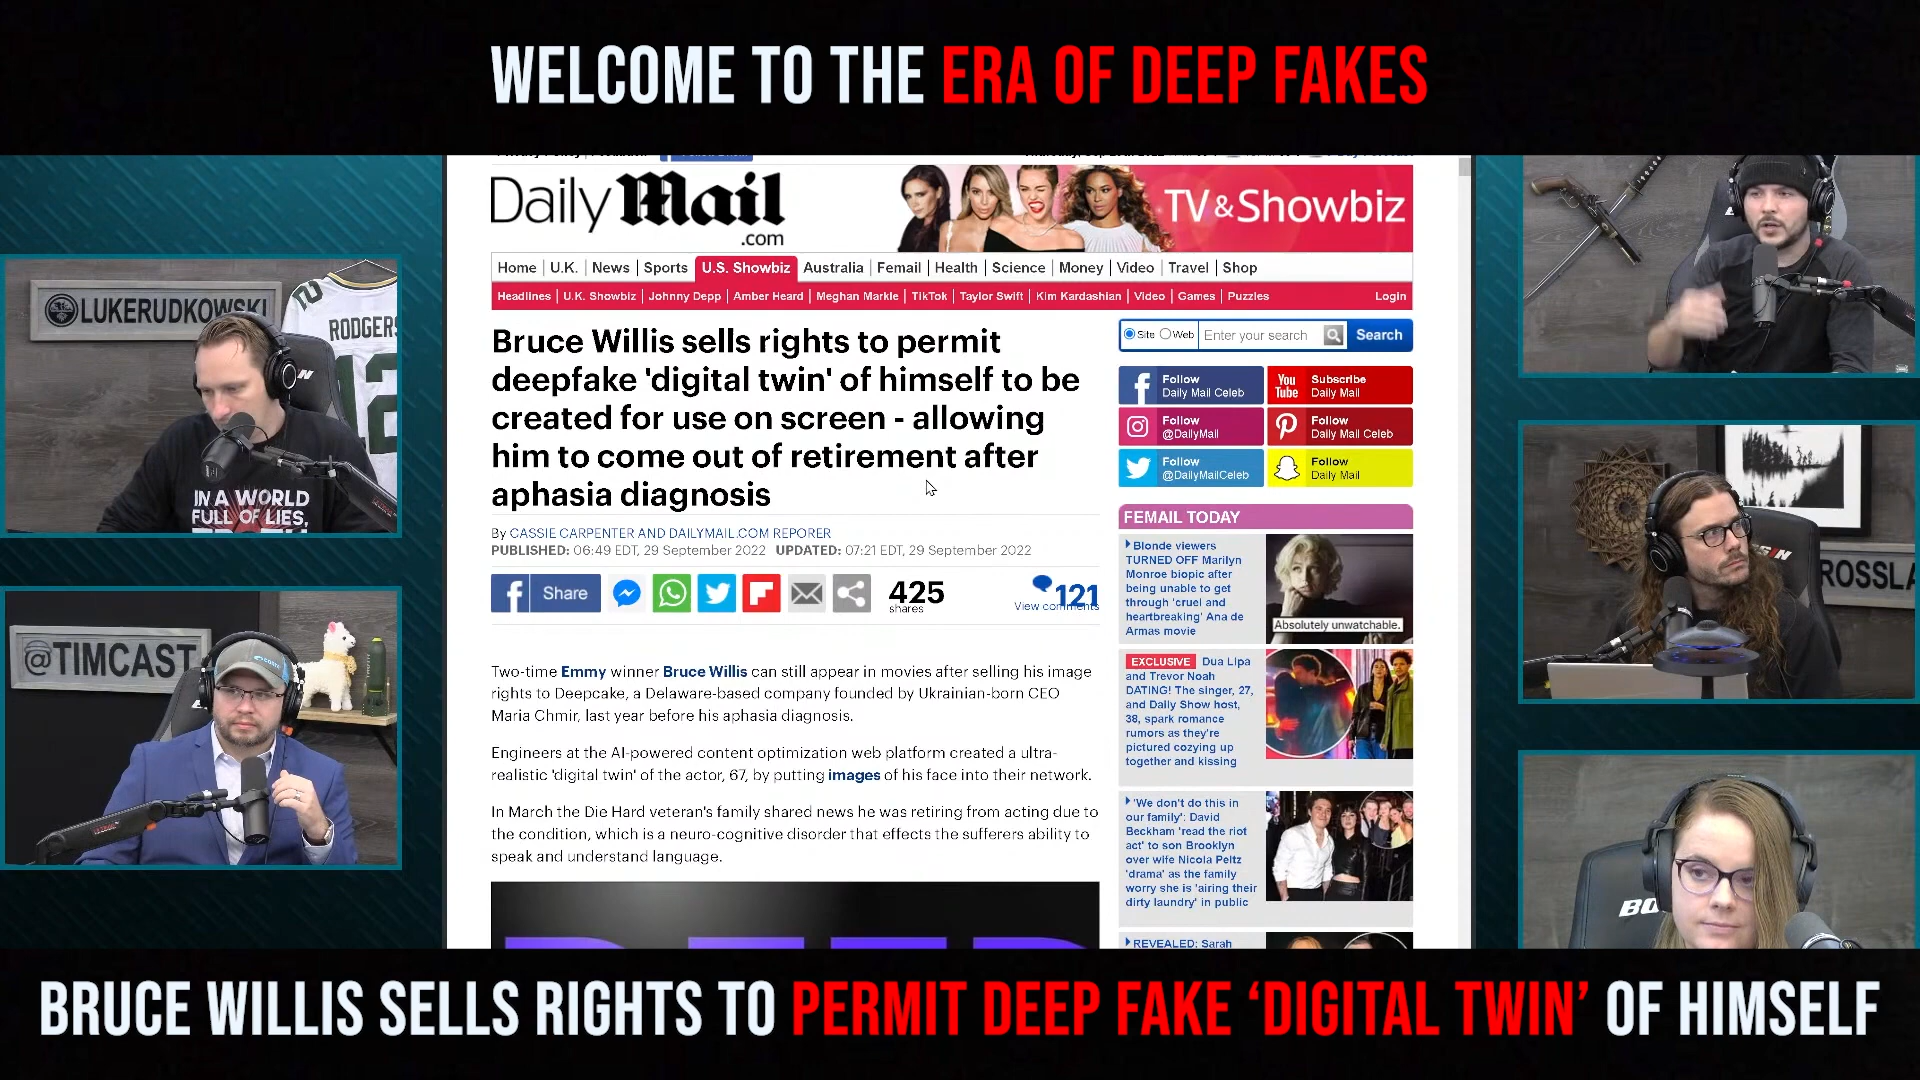 WELCOME TO THE ERA OF DEEP FAKES
Daily Mail
.com
TV & Showbiz
Home | U.K. | News | Sports | U.S. Showbiz | Australia | Femail | Health | Science | Money | Video | Travel | Shop
Headlines | U.K. Showbiz | Johnny Depp | Amber Heard | Meghan Markle | TikTok | Taylor Swift | Kim Kardashian | Video | Games | Puzzles
Login
Bruce Willis sells rights to permit
deepfake 'digital twin' of himself to be
created for use on screen - allowing
him to come out of retirement after
aphasia diagnosis
By CASSIE CARPENTER AND DAILYMAIL.COM REPORER
PUBLISHED: 06:49 EDT, 29 September 2022 UPDATED: 07:21 EDT, 29 September 2022
Share
425
shares
121
View comments
Two-time Emmy winner Bruce Willis can still appear in movies after selling his image
rights to Deepcake, a Delaware-based company founded by Ukrainian-born CEO
Maria Chmir, last year before his aphasia diagnosis.
Engineers at the AI-powered content optimization web platform created a ultra-
realistic 'digital twin' of the actor, 67, by putting images of his face into their network.
In March the Die Hard veteran's family shared news he was retiring from acting due to
the condition, which is a neuro-cognitive disorder that effects the sufferers ability to
speak and understand language.
Site Web Enter your search Search
Follow
Daily Mail Celeb
You
Tube
Subscribe
Daily Mail
Follow
@DailyMail
Follow
Daily Mail Celeb
Follow
@DailyMailCeleb
Follow
Daily Mail
FEMAIL TODAY
Blonde viewers
TURNED OFF Marilyn
Monroe biopic after
being unable to get
through 'cruel and
heartbreaking' Ana de
Armas movie
Absolutely unwatchable.
EXCLUSIVE Dua Lipa
and Trevor Noah
DATING! The singer, 27,
and Daily Show host,
38, spark romance
rumors as they're
pictured cozying up
together and kissing
'We don't do this in
our family': David
Beckham 'read the riot
act' to son Brooklyn
over wife Nicola Peltz
'drama' as the family
worry she is 'airing their
dirty laundry' in public
REVEALED: Sarah
@LUKERUDKOWSKI
RODGERS
12
IN A WORLD
FULL OF LIES,
@TIMCAST
ROSSLA
BO
BRUCE WILLIS SELLS RIGHTS TO PERMIT DEEP FAKE ‘DIGITAL TWIN’ OF HIMSELF